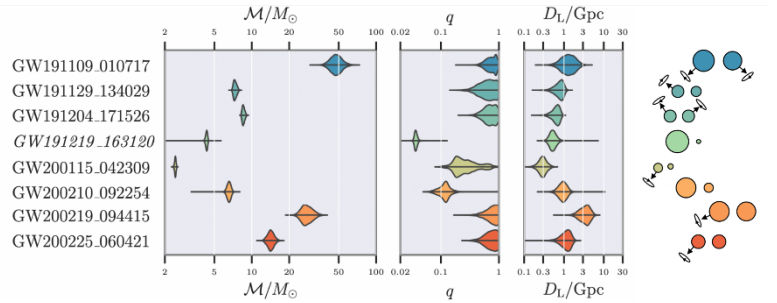 ℳ/M⊙ q D_L/Gpc
2 5 10 20 50 100 0.02 0.1 1 0.1 0.3 1 3 10 30
GW191109_010717
GW191129_134029
GW191204_171526
GW191219_163120
GW200115_042309
GW200210_092254
GW200219_094415
GW200225_060421
2 5 10 20 50 100 0.02 0.1 1 0.1 0.3 1 3 10 30
ℳ/M⊙ q D_L/Gpc